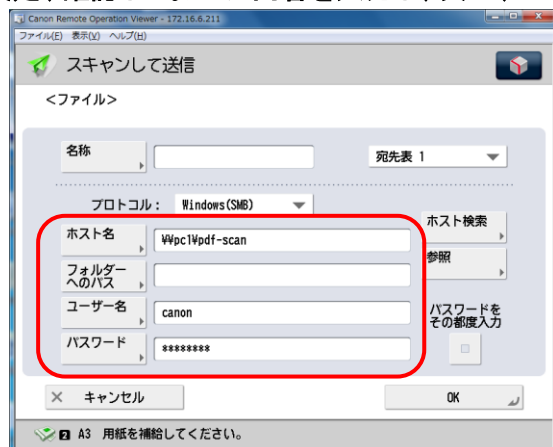 Canon Remote Operation Viewer - 172.16.6.211
ファイル(E) 表示(V) ヘルプ(H)
スキャンして送信
<ファイル>
名称
宛先表 1
プロトコル: Windows(SMB)
ホスト検索
ホスト名 ¥¥pc1¥pdf-scan
参照
フォルダー
へのパス
ユーザー名 canon
パスワードを
その都度入力
パスワード ********
× キャンセル
OK
2 A3 用紙を補給してください。